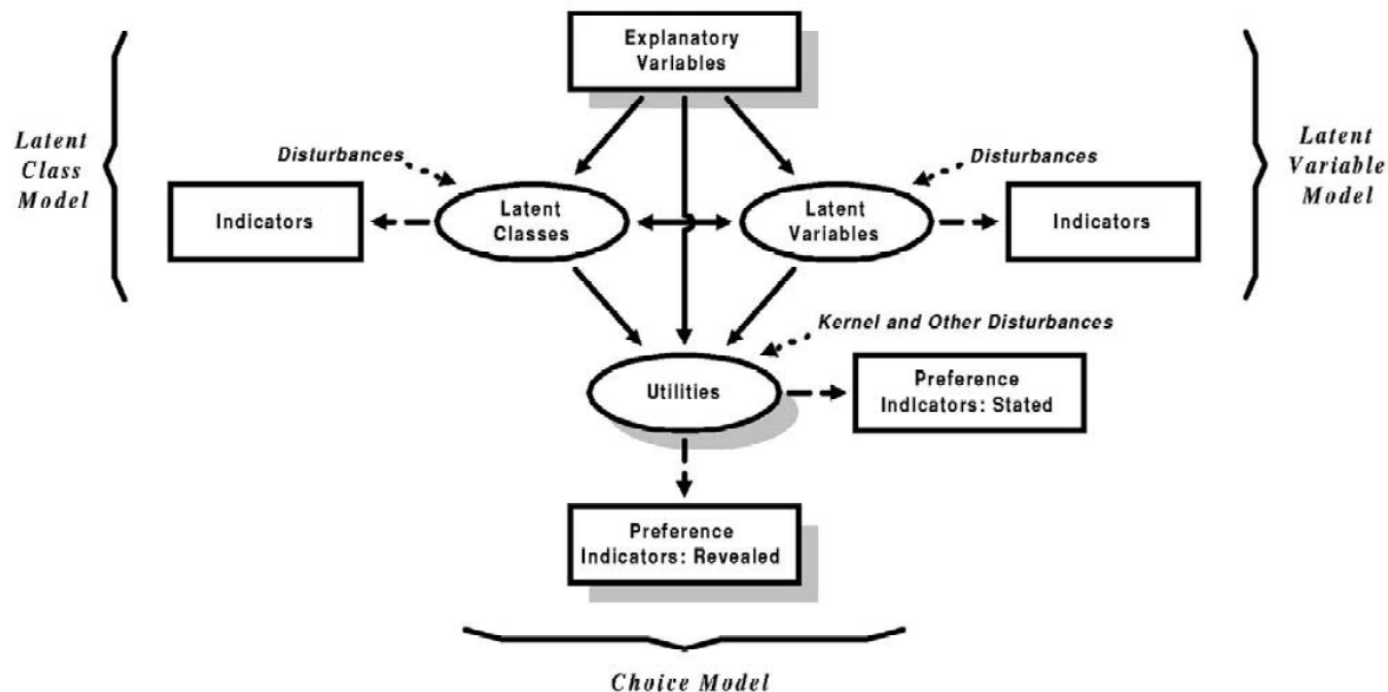 Explanatory
Variables
Latent
Class
Model
Disturbances
Disturbances
Latent
Variable
Model
Indicators
Latent
Classes
Latent
Variables
Indicators
Kernel and Other Disturbances
Utilities
Preference
Indicators: Stated
Preference
Indicators: Revealed
Choice Model